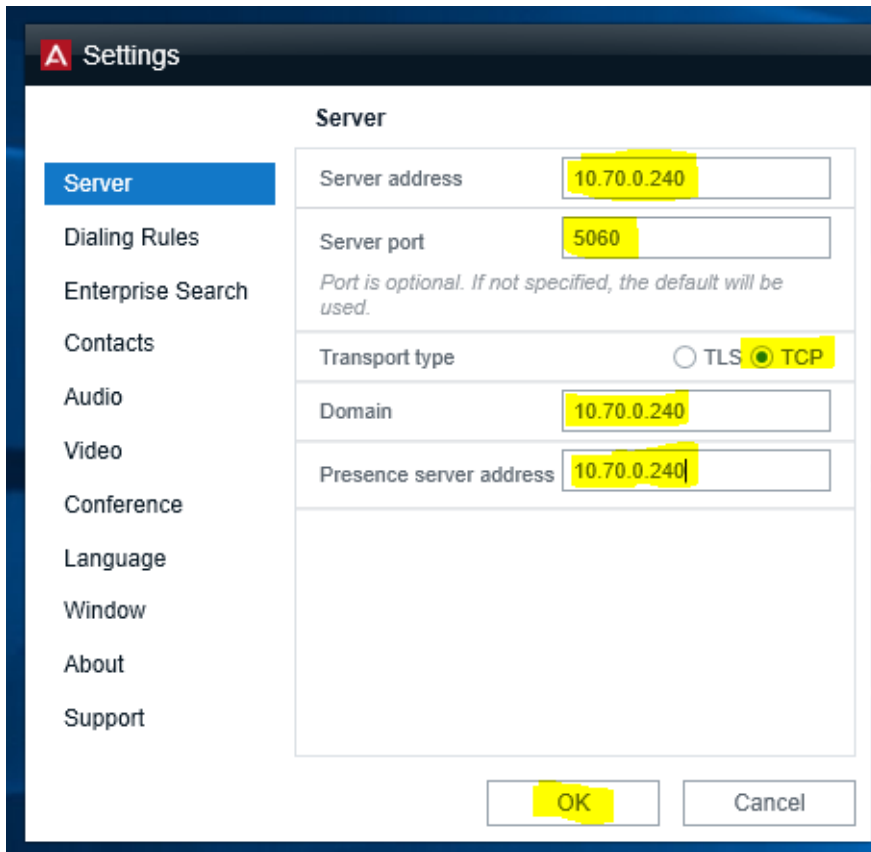 Settings
Server
Server
Dialing Rules
Enterprise Search
Contacts
Audio
Video
Conference
Language
Window
About
Support
Server address 10.70.0.240
Server port 5060
Port is optional. If not specified, the default will be
used.
Transport type TLS TCP
Domain 10.70.0.240
Presence server address 10.70.0.240
OK Cancel